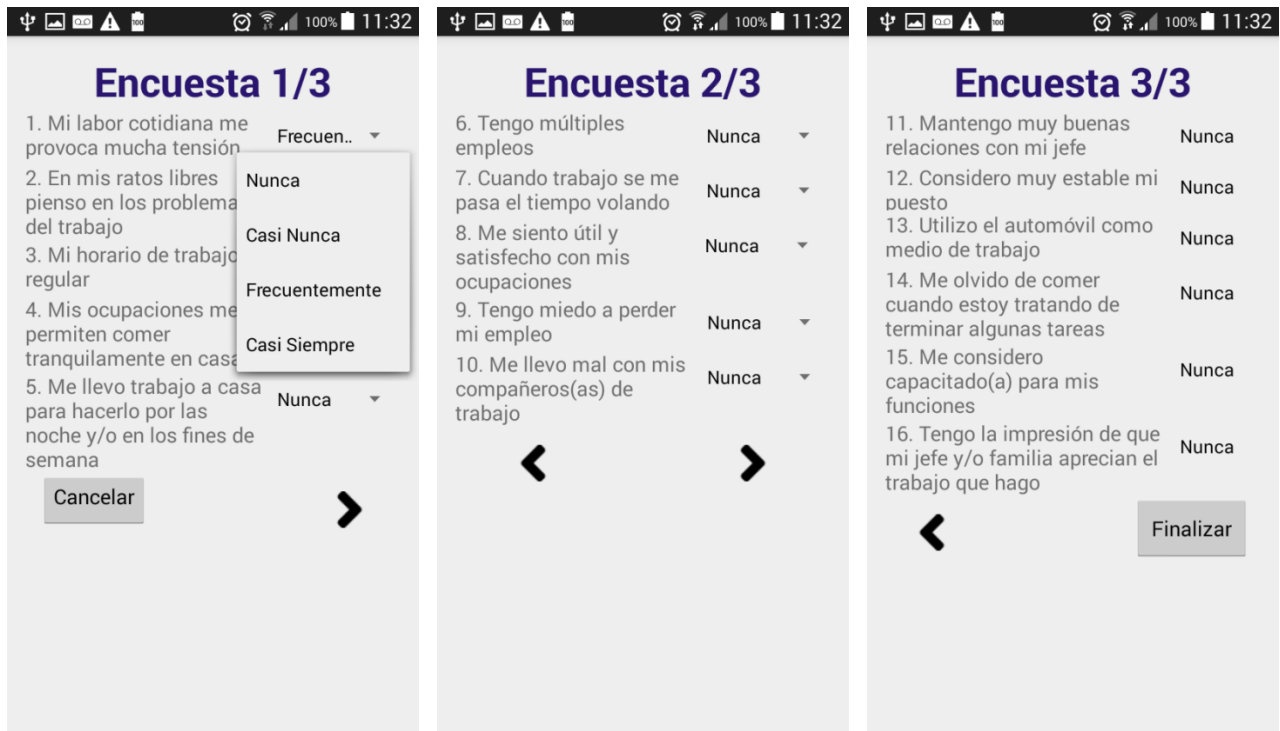 100% 11:32
Encuesta 1/3
1. Mi labor cotidiana me
provoca mucha tensión
Frecuen..
2. En mis ratos libres
pienso en los problema
del trabajo
3. Mi horario de trabajo
regular
4. Mis ocupaciones me
permiten comer
tranquilamente en casa
Nunca
Casi Nunca
Frecuentemente
Casi Siempre
5. Me llevo trabajo a casa
para hacerlo por las
noche y/o en los fines de
semana
Nunca
Cancelar
100% 11:32
Encuesta 2/3
6. Tengo múltiples
empleos
Nunca
7. Cuando trabajo se me
pasa el tiempo volando
Nunca
8. Me siento útil y
satisfecho con mis
ocupaciones
Nunca
9. Tengo miedo a perder
mi empleo
Nunca
10. Me llevo mal con mis
compañeros(as) de
trabajo
Nunca
100% 11:32
Encuesta 3/3
11. Mantengo muy buenas
relaciones con mi jefe
Nunca
12. Considero muy estable mi
puesto
Nunca
13. Utilizo el automóvil como
medio de trabajo
Nunca
14. Me olvido de comer
cuando estoy tratando de
terminar algunas tareas
Nunca
15. Me considero
capacitado(a) para mis
funciones
Nunca
16. Tengo la impresión de que
mi jefe y/o familia aprecian el
trabajo que hago
Nunca
Finalizar